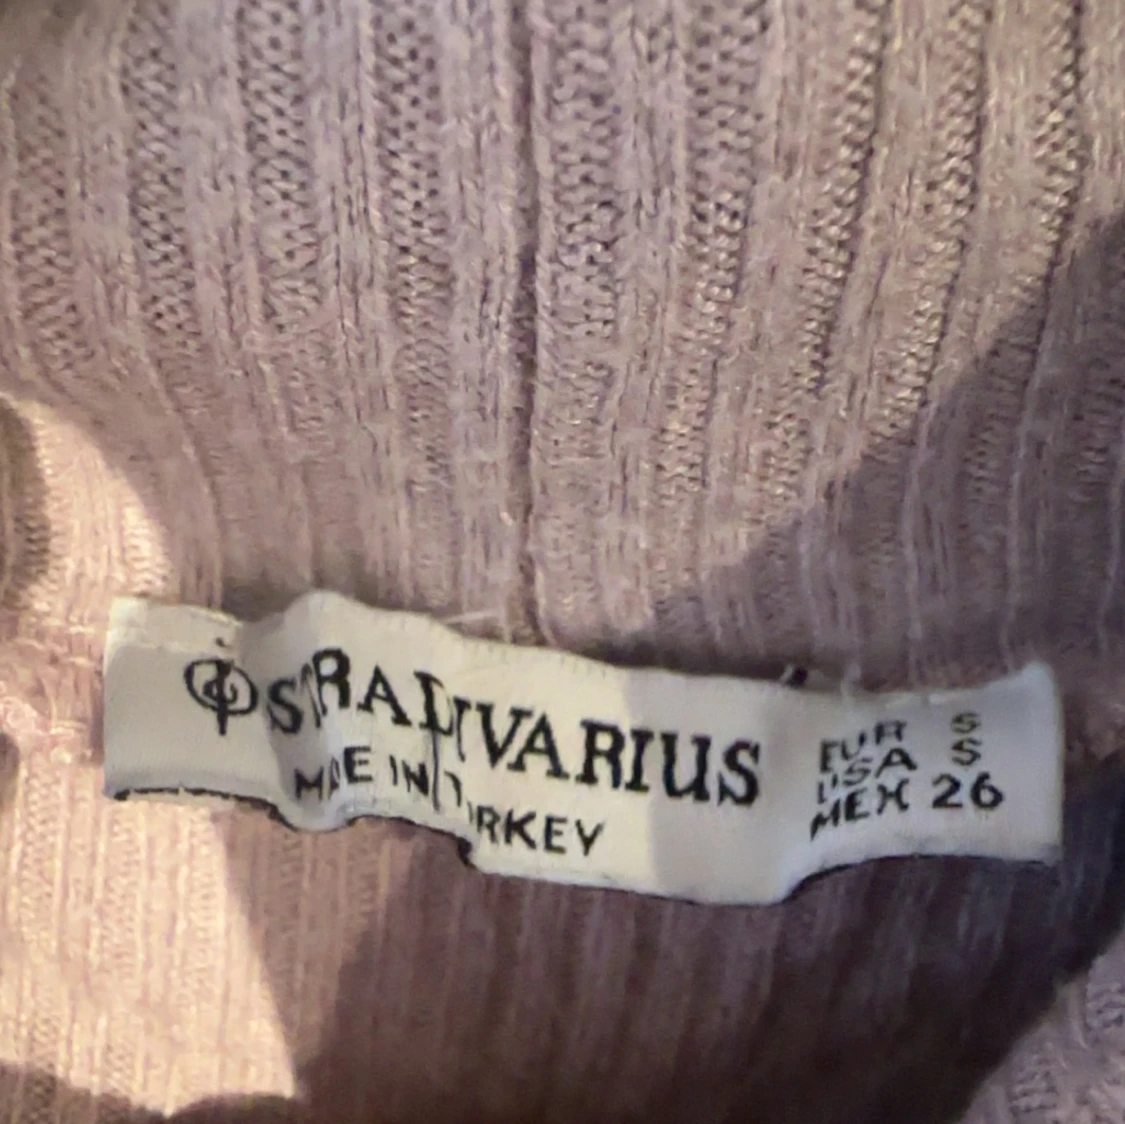 STRADIVARIUS
MADE IN TURKEY
EUR S
USA S
MEX 26